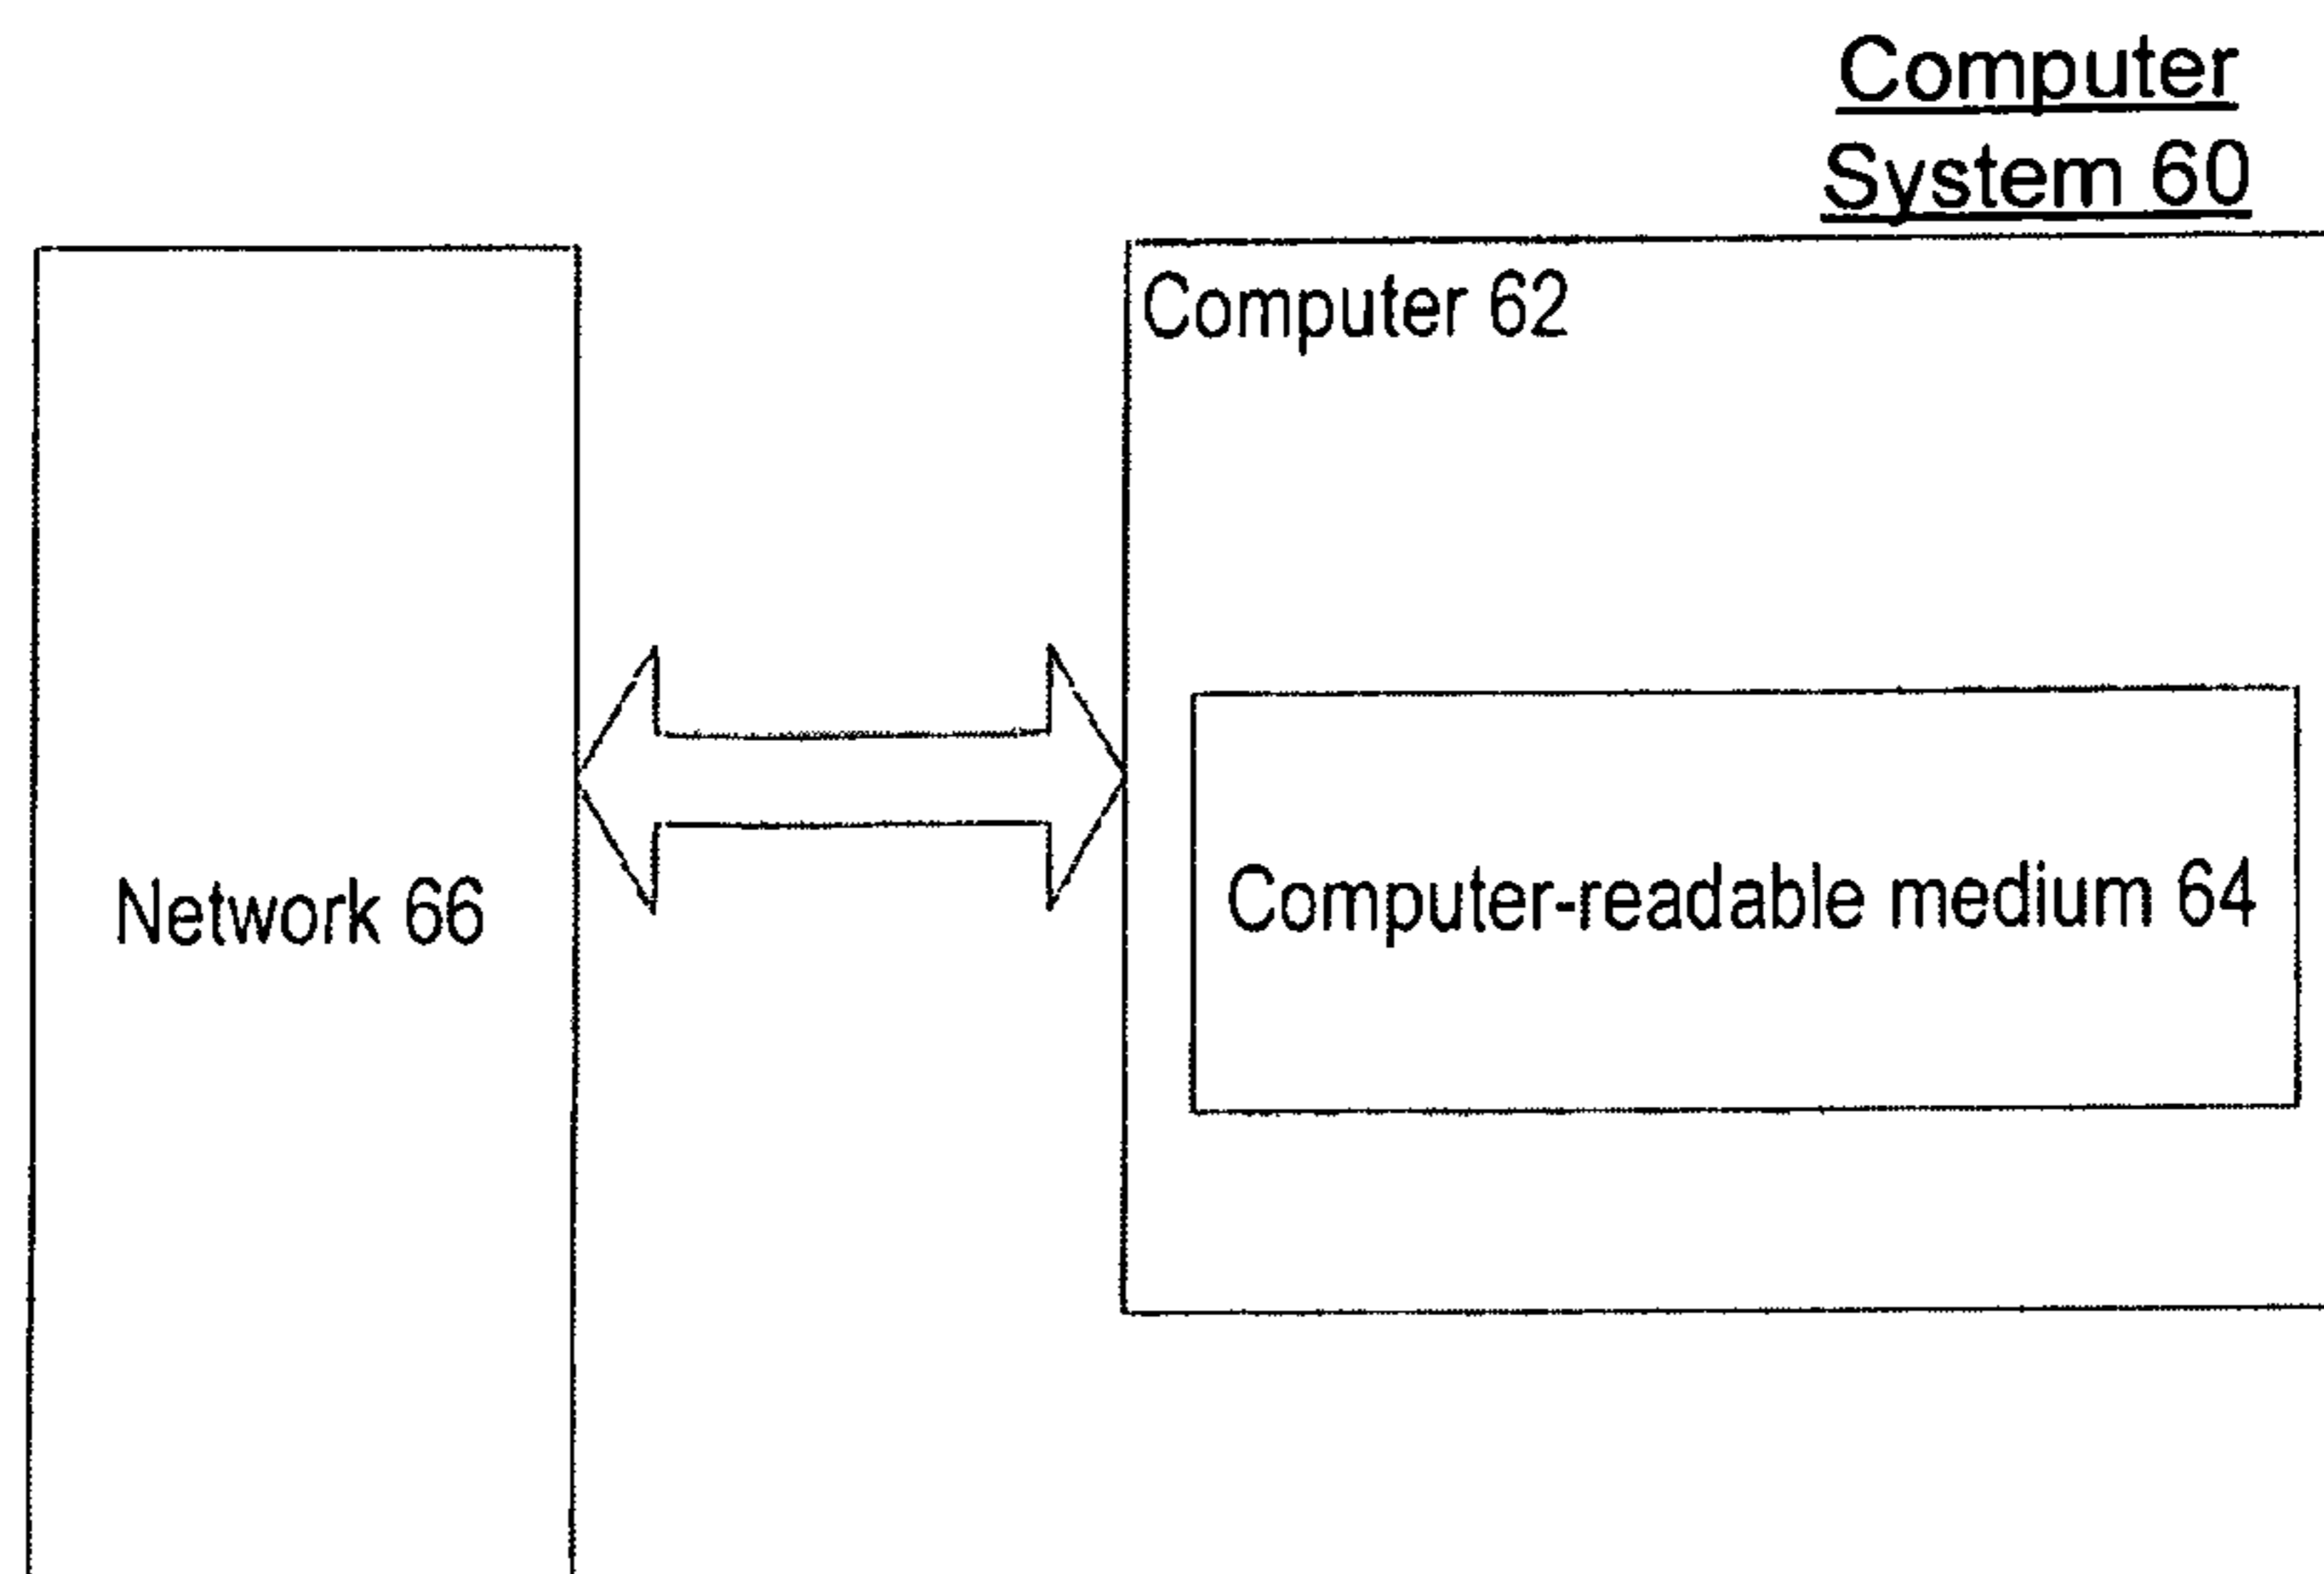 Computer
System 60
Computer 62
Network 66
Computer-readable medium 64